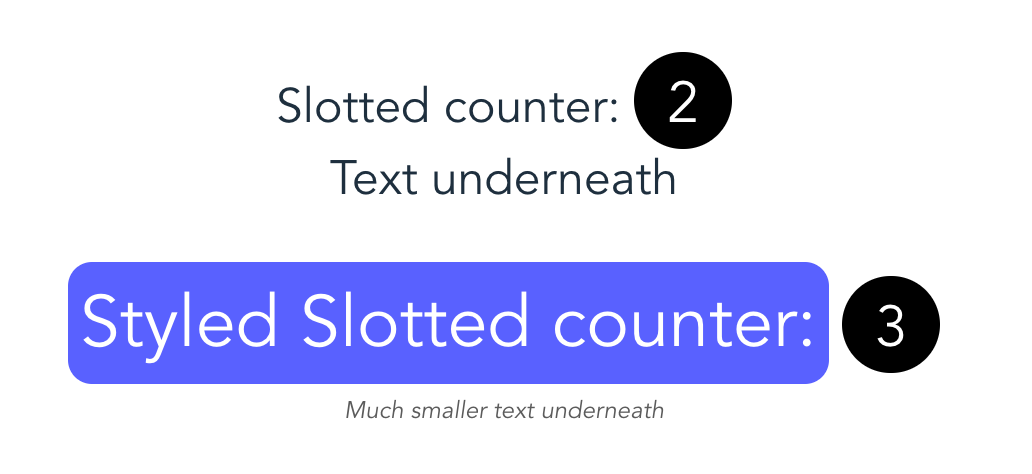 Slotted counter: 2
Text underneath
Styled Slotted counter: 3
Much smaller text underneath